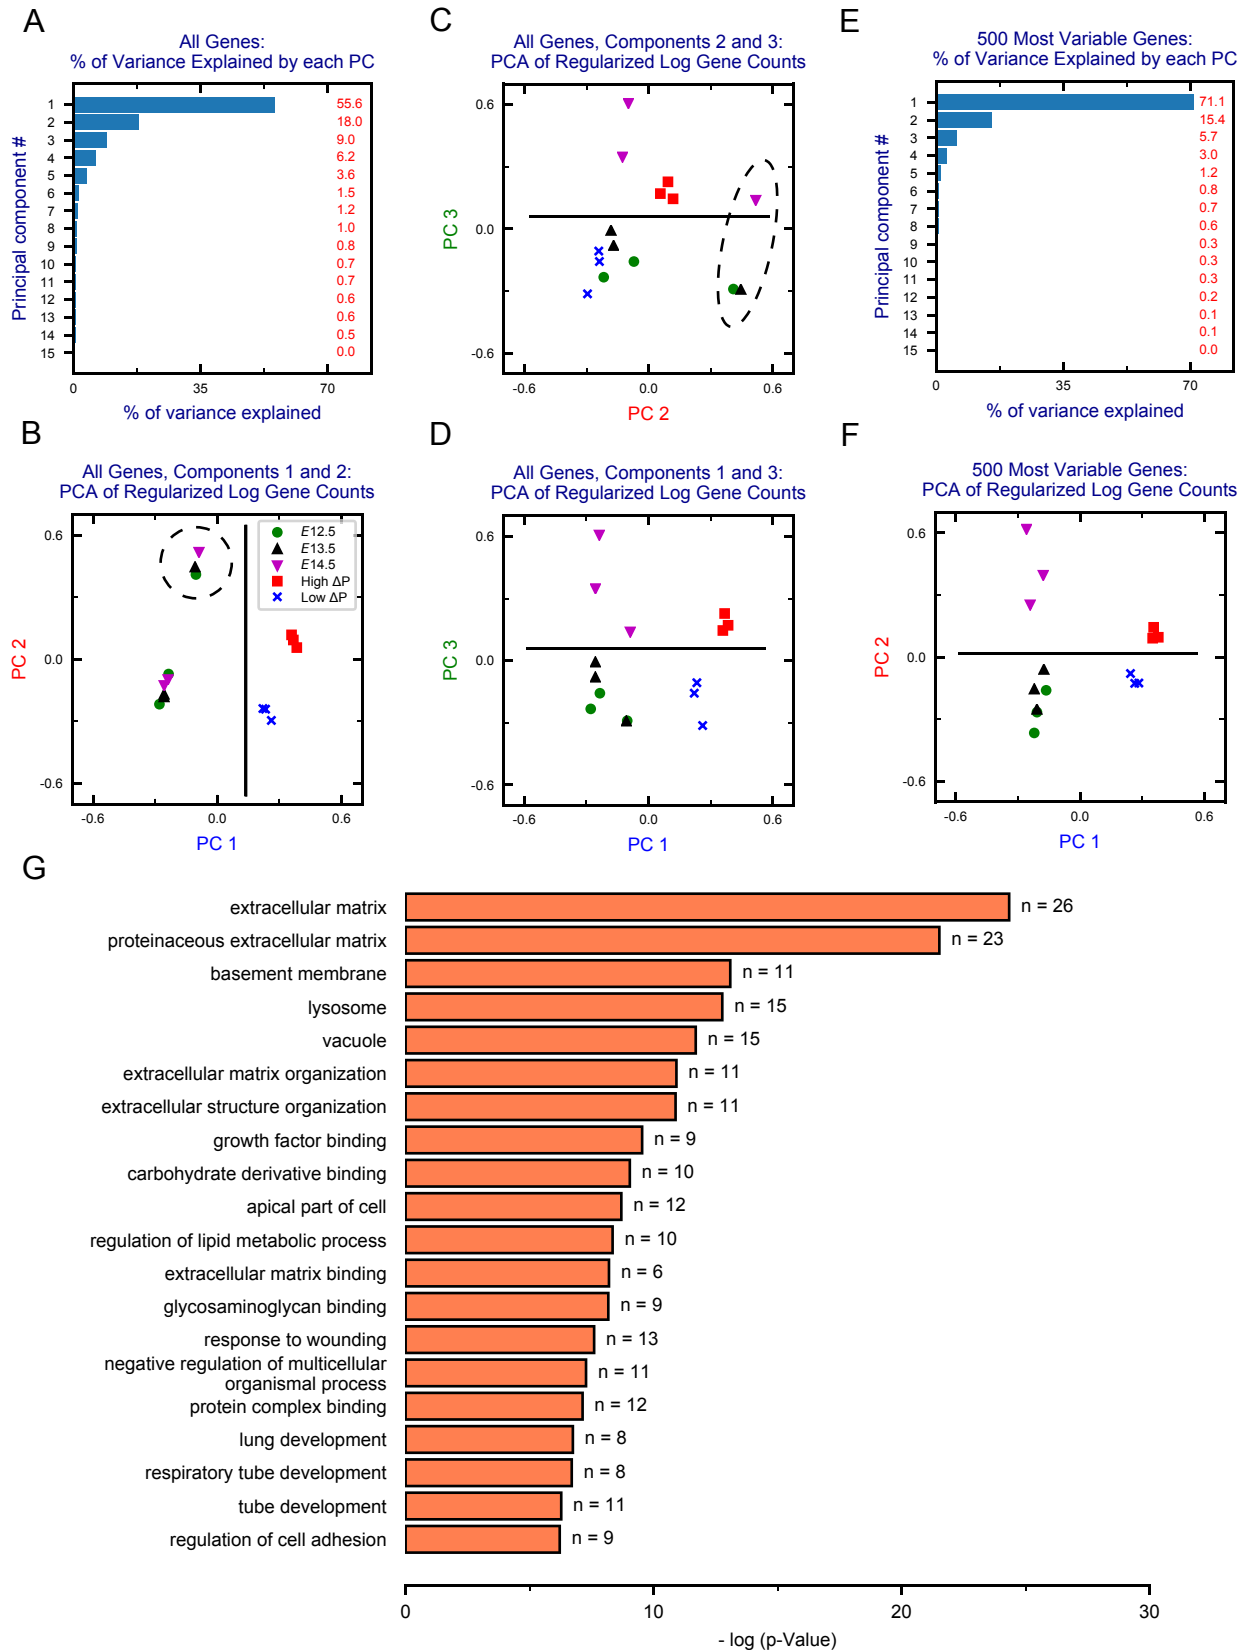 A
All Genes:
% of Variance Explained by each PC
Principal component #
1
2
3
4
5
6
7
8
9
10
11
12
13
14
15
55.6
18.0
9.0
6.2
3.6
1.5
1.2
1.0
0.8
0.7
0.7
0.6
0.6
0.5
0.0
0
35
70
% of variance explained
C
All Genes, Components 2 and 3:
PCA of Regularized Log Gene Counts
PC 3
0.6
0.0
-0.6
-0.6
0.0
0.6
PC 2
E
500 Most Variable Genes:
% of Variance Explained by each PC
Principal component #
1
2
3
4
5
6
7
8
9
10
11
12
13
14
15
71.1
15.4
5.7
3.0
1.2
0.8
0.7
0.6
0.3
0.3
0.3
0.2
0.1
0.1
0.0
0
35
70
% of variance explained
B
All Genes, Components 1 and 2:
PCA of Regularized Log Gene Counts
PC 2
0.6
0.0
-0.6
E12.5
E13.5
E14.5
High ΔP
Low ΔP
-0.6
0.0
0.6
PC 1
D
All Genes, Components 1 and 3:
PCA of Regularized Log Gene Counts
PC 3
0.6
0.0
-0.6
-0.6
0.0
0.6
PC 1
F
500 Most Variable Genes:
PCA of Regularized Log Gene Counts
PC 2
0.6
0.0
-0.6
-0.6
0.0
0.6
PC 1
G
extracellular matrix n = 26
proteinaceous extracellular matrix n = 23
basement membrane n = 11
lysosome n = 15
vacuole n = 15
extracellular matrix organization n = 11
extracellular structure organization n = 11
growth factor binding n = 9
carbohydrate derivative binding n = 10
apical part of cell n = 12
regulation of lipid metabolic process n = 10
extracellular matrix binding n = 6
glycosaminoglycan binding n = 9
response to wounding n = 13
negative regulation of multicellular
organismal process n = 11
protein complex binding n = 12
lung development n = 8
respiratory tube development n = 8
tube development n = 11
regulation of cell adhesion n = 9
0 10 20 30
- log (p-Value)